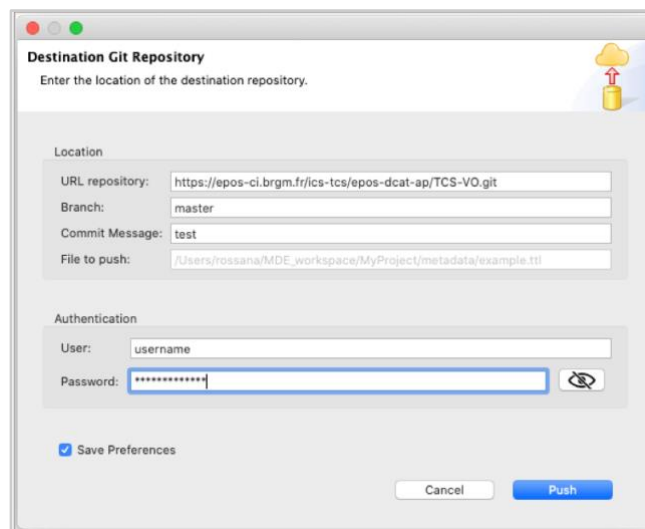 Destination Git Repository
Enter the location of the destination repository.
Location
URL repository: https://epos-ci.brgm.fr/ics-tcs/epos-dcat-ap/TCS-VO.git
Branch: master
Commit Message: test
File to push: /Users/rossana/MDE_workspace/MyProject/metadata/example.ttl
Authentication
User: username
Password: *************
Save Preferences
Cancel Push